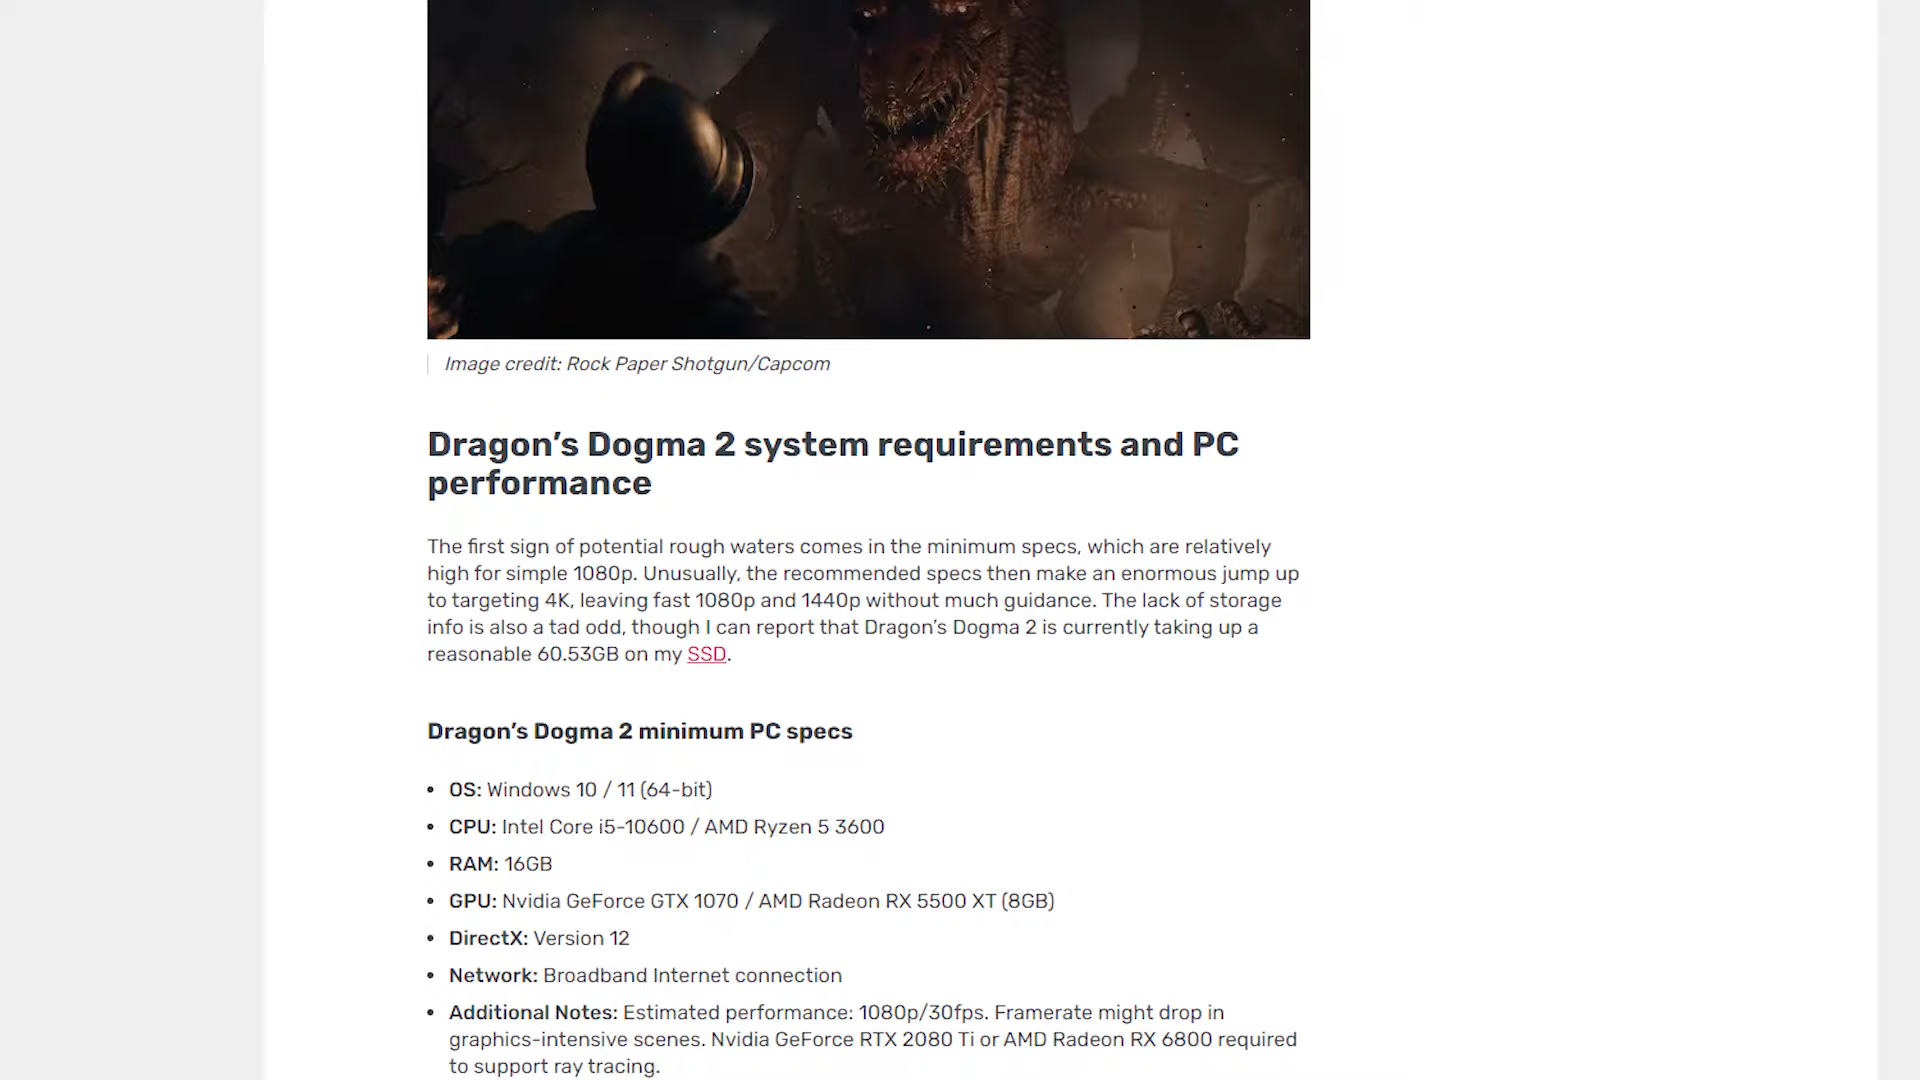 Image credit: Rock Paper Shotgun/Capcom
Dragon’s Dogma 2 system requirements and PC
performance
The first sign of potential rough waters comes in the minimum specs, which are relatively
high for simple 1080p. Unusually, the recommended specs then make an enormous jump up
to targeting 4K, leaving fast 1080p and 1440p without much guidance. The lack of storage
info is also a tad odd, though I can report that Dragon’s Dogma 2 is currently taking up a
reasonable 60.53GB on my SSD.
Dragon’s Dogma 2 minimum PC specs
• OS: Windows 10 / 11 (64-bit)
• CPU: Intel Core i5-10600 / AMD Ryzen 5 3600
• RAM: 16GB
• GPU: Nvidia GeForce GTX 1070 / AMD Radeon RX 5500 XT (8GB)
• DirectX: Version 12
• Network: Broadband Internet connection
• Additional Notes: Estimated performance: 1080p/30fps. Framerate might drop in
graphics-intensive scenes. Nvidia GeForce RTX 2080 Ti or AMD Radeon RX 6800 required
to support ray tracing.